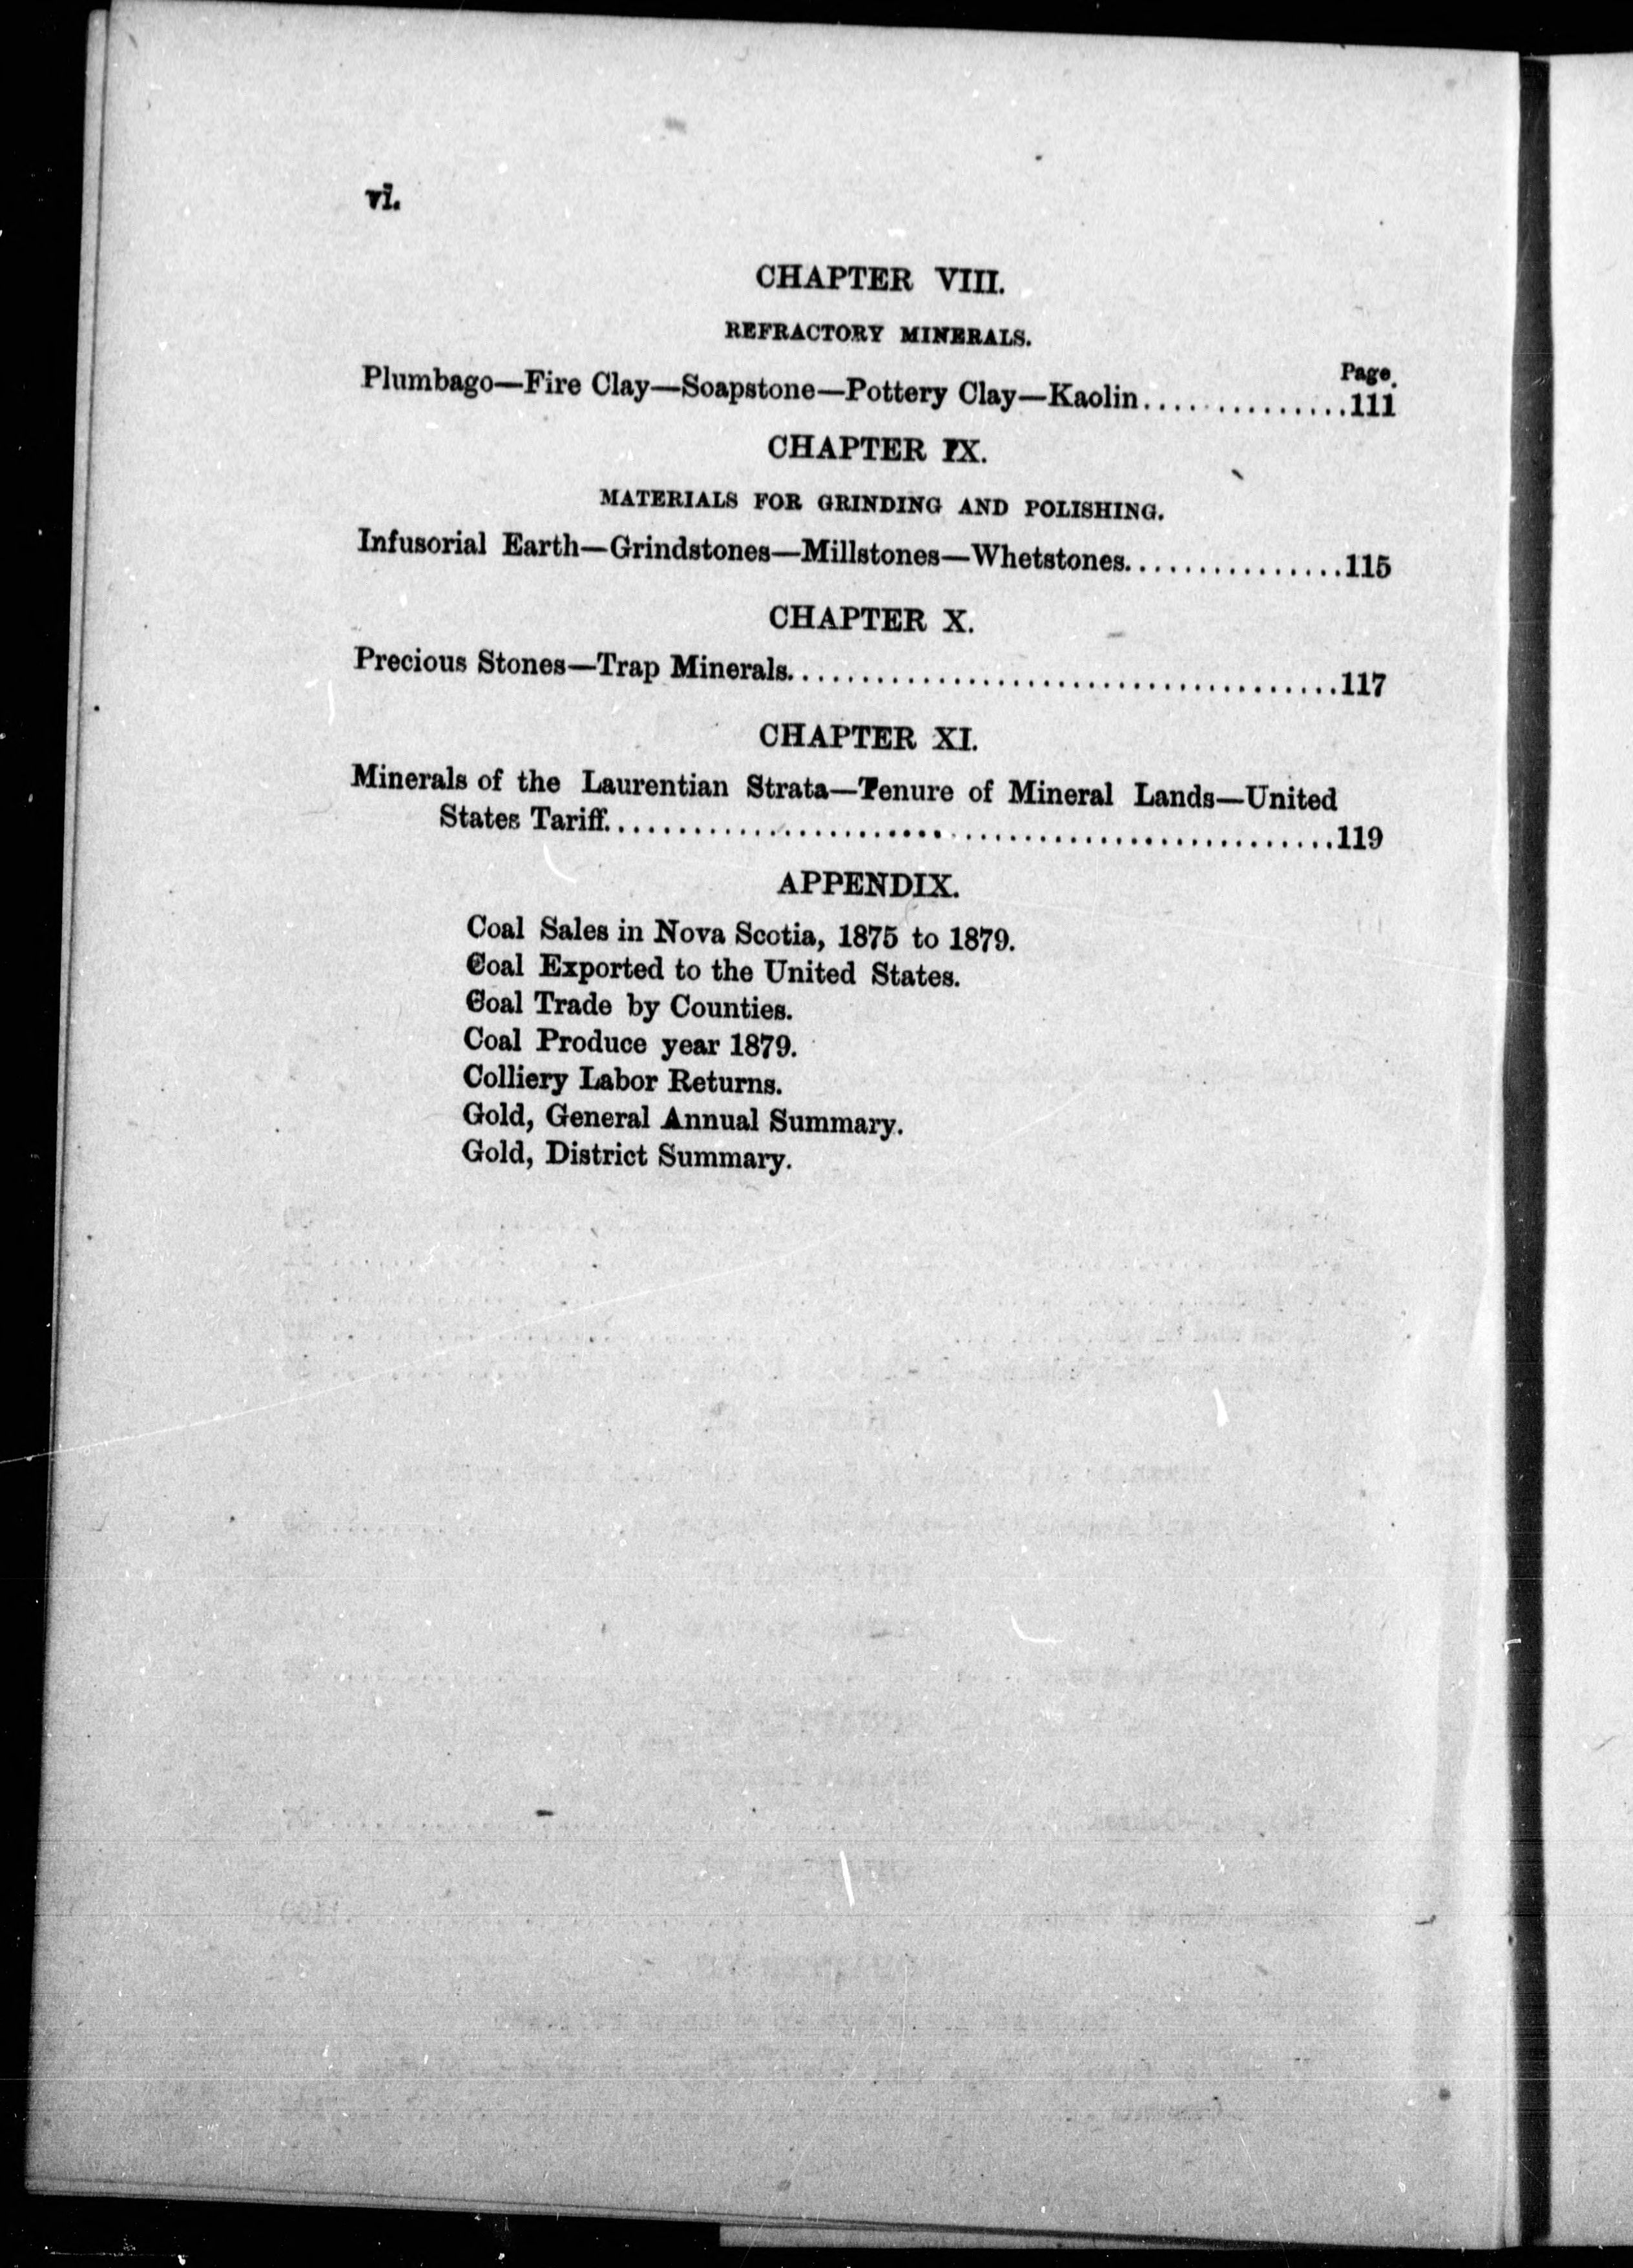 vi.
CHAPTER VIII.
REFRACTORY MINERALS.
Page.
Plumbago—Fire Clay—Soapstone—Pottery Clay—Kaolin...............111
CHAPTER IX.
MATERIALS FOR GRINDING AND POLISHING.
Infusorial Earth—Grindstones—Millstones—Whetstones................115
CHAPTER X.
Precious Stones—Trap Minerals......................................117
CHAPTER XI.
Minerals of the Laurentian Strata—Tenure of Mineral Lands—United
States Tariff..................................................119
APPENDIX.
Coal Sales in Nova Scotia, 1875 to 1879.
Coal Exported to the United States.
Coal Trade by Counties.
Coal Produce year 1879.
Colliery Labor Returns.
Gold, General Annual Summary.
Gold, District Summary.